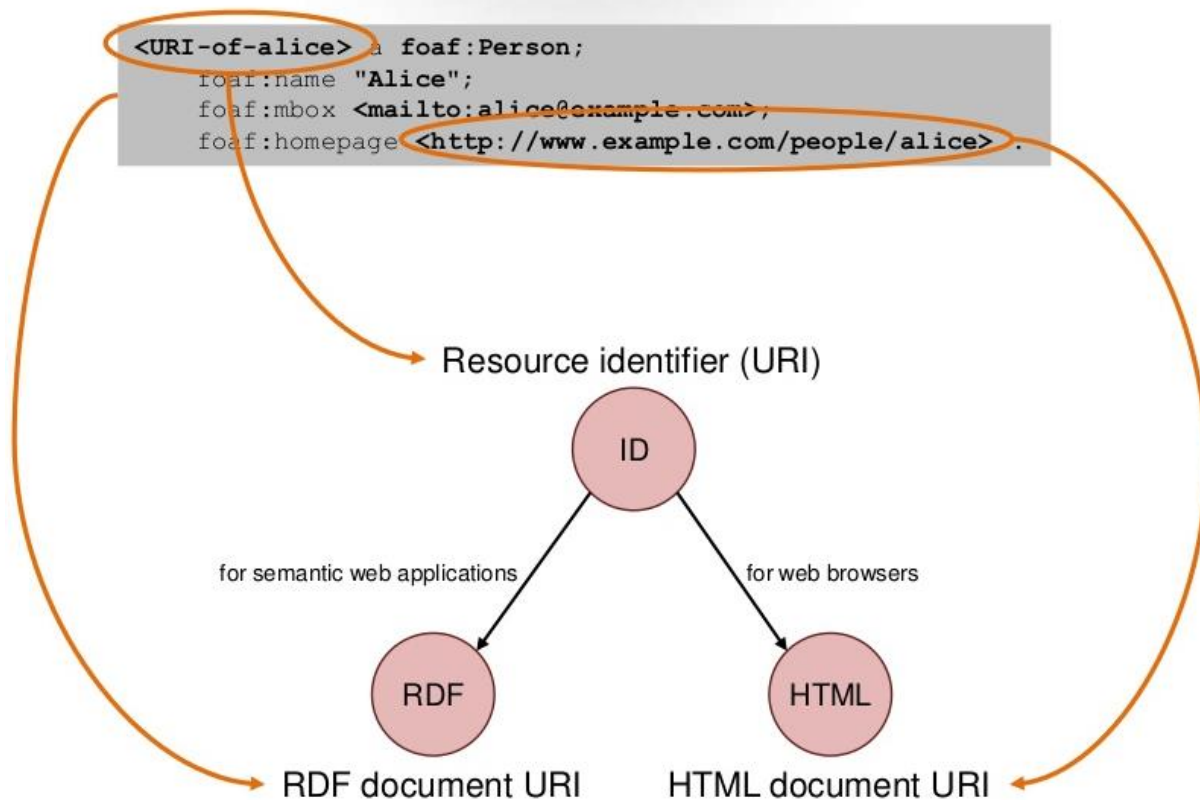 <URI-of-alice> a foaf:Person;
foaf:name "Alice";
foaf:mbox <mailto:alice@example.com>;
foaf:homepage <http://www.example.com/people/alice> .
Resource identifier (URI)
ID
for semantic web applications
for web browsers
RDF
HTML
RDF document URI
HTML document URI